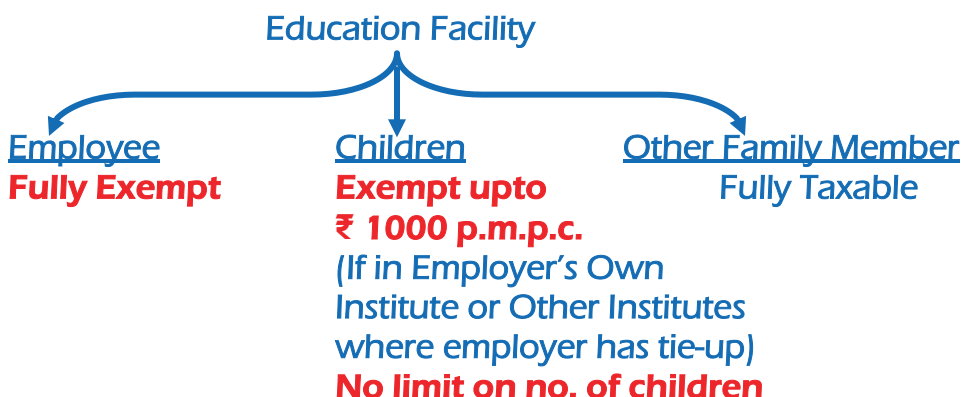 Education Facility
Employee
Fully Exempt
Children
Exempt upto
₹ 1000 p.m.p.c.
(If in Employer's Own
Institute or Other Institutes
where employer has tie-up)
No limit on no. of children
Other Family Member
Fully Taxable